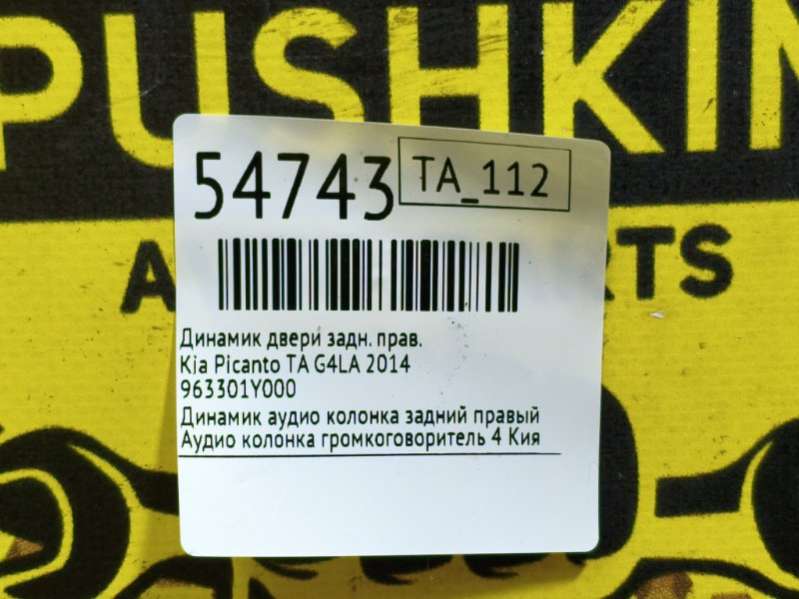 PUSHKIN
54743
TA_112
RTS
Динамик двери задн. прав.
Kia Picanto TA G4LA 2014
963301Y000
Динамик аудио колонка задний правый
Аудио колонка громкоговоритель 4 Кия